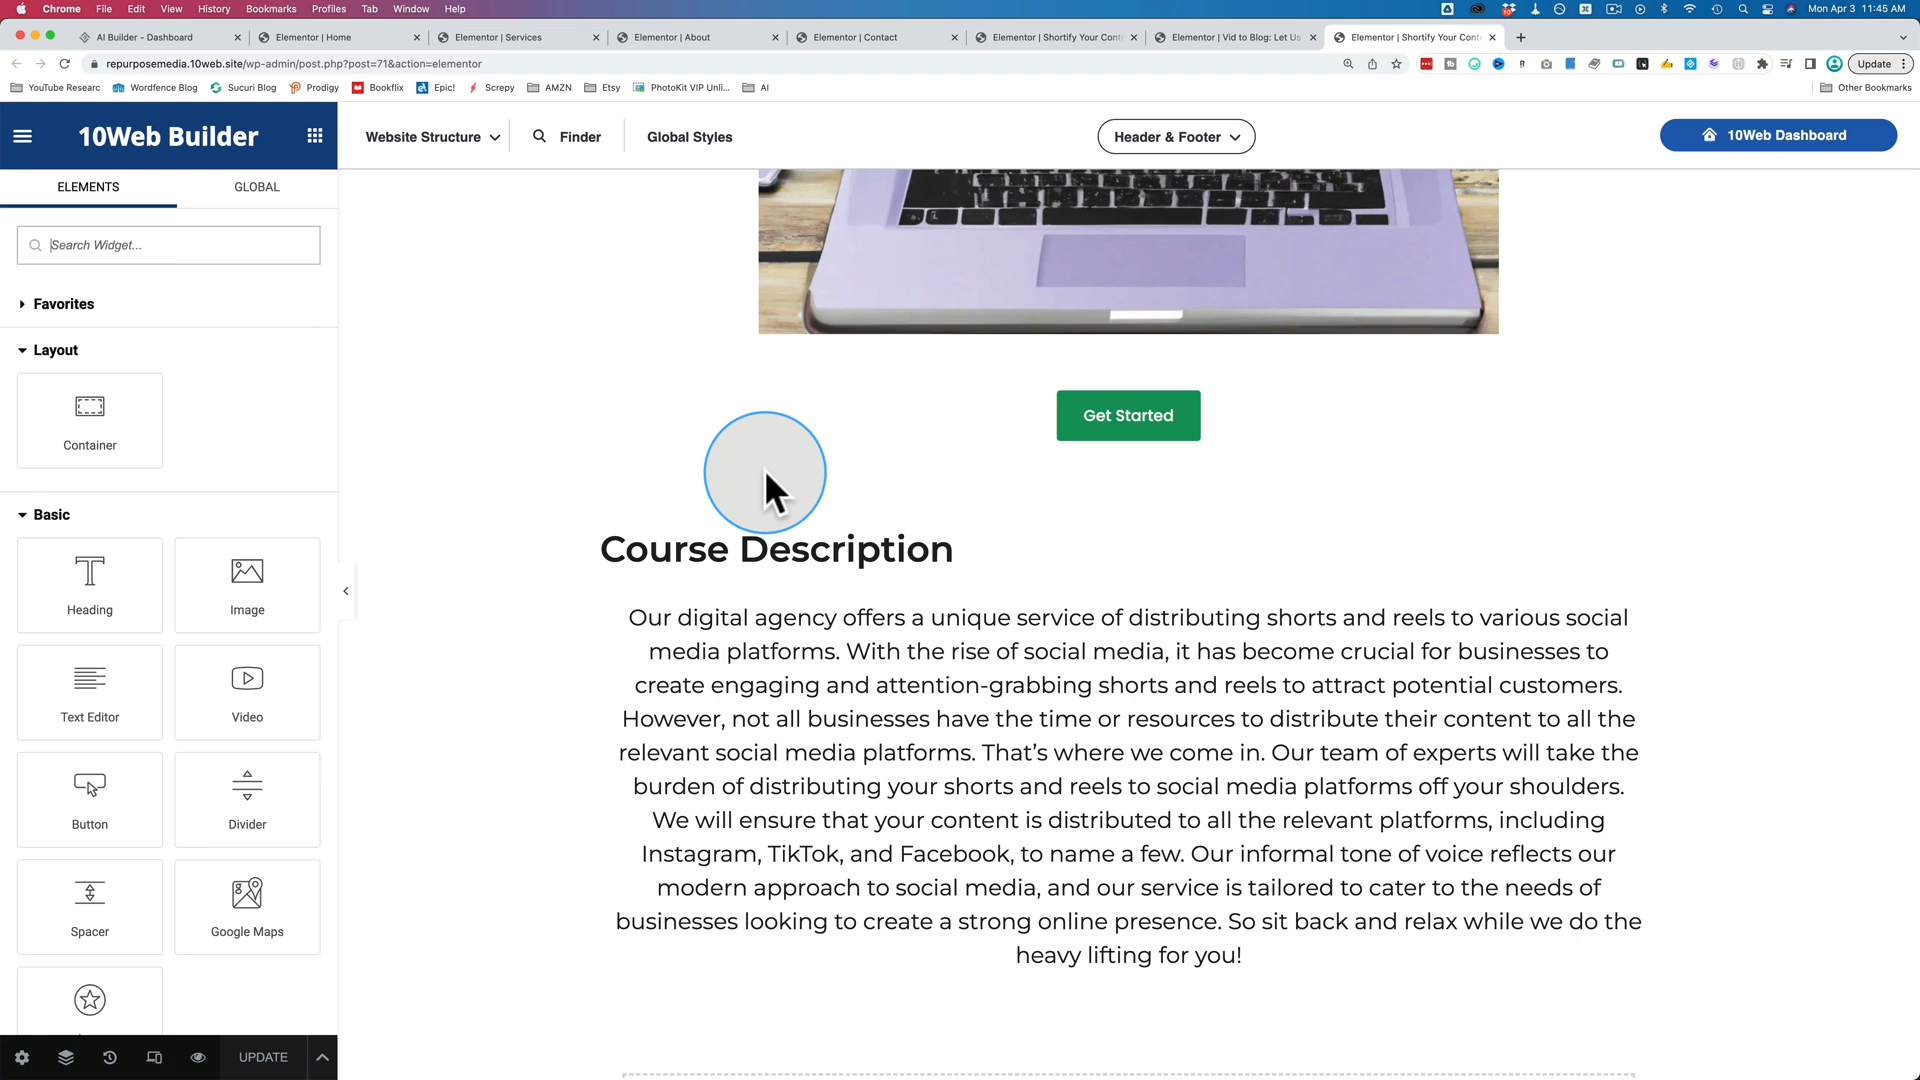 Chrome File Edit View History Bookmarks Profiles Tab Window Help
Mon Apr 3 11:45 AM
AI Builder - Dashboard
Elementor | Home
Elementor | Services
Elementor | About
Elementor | Contact
Elementor | Shortify Your Cont
Elementor | Vid to Blog: Let Us
Elementor | Shortify Your Cont
repurposemedia.10web.site/wp-admin/post.php?post=71&action=elementor
Update
YouTube Researc
Wordfence Blog
Sucuri Blog
Prodigy
Bookflix
Epic!
Screpy
AMZN
Etsy
PhotoKit VIP Unli...
AI
Other Bookmarks
10Web Builder
Website Structure
Finder
Global Styles
Header & Footer
10Web Dashboard
ELEMENTS
GLOBAL
Search Widget...
Favorites
Layout
Container
Basic
Heading
Image
Text Editor
Video
Button
Divider
Spacer
Google Maps
UPDATE
Get Started
Course Description
Our digital agency offers a unique service of distributing shorts and reels to various social
media platforms. With the rise of social media, it has become crucial for businesses to
create engaging and attention-grabbing shorts and reels to attract potential customers.
However, not all businesses have the time or resources to distribute their content to all the
relevant social media platforms. That’s where we come in. Our team of experts will take the
burden of distributing your shorts and reels to social media platforms off your shoulders.
We will ensure that your content is distributed to all the relevant platforms, including
Instagram, TikTok, and Facebook, to name a few. Our informal tone of voice reflects our
modern approach to social media, and our service is tailored to cater to the needs of
businesses looking to create a strong online presence. So sit back and relax while we do the
heavy lifting for you!